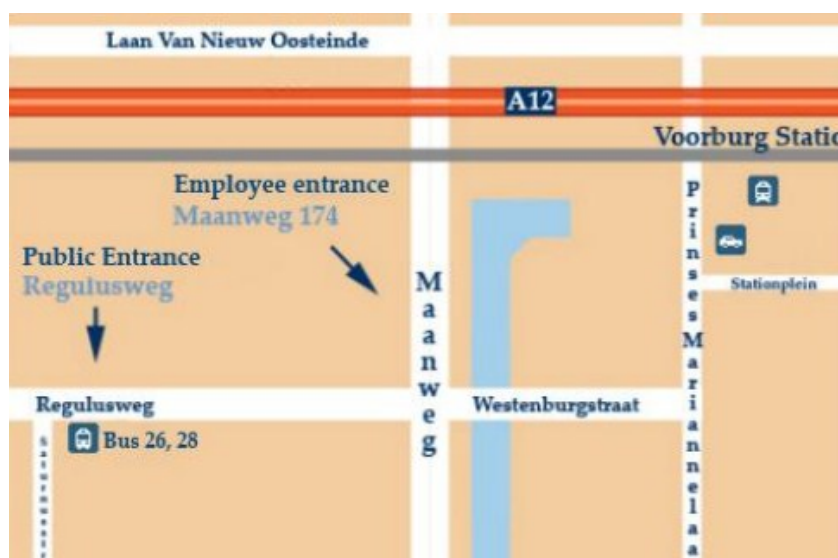 Laan Van Nieuw Oosteinde
A12
Voorburg Statio
Employee entrance
Maanweg 174
Public Entrance
Regulusweg
Maanweg
Prinses Mariannelaa
Stationplein
Regulusweg
Westenburgstraat
Bus 26, 28